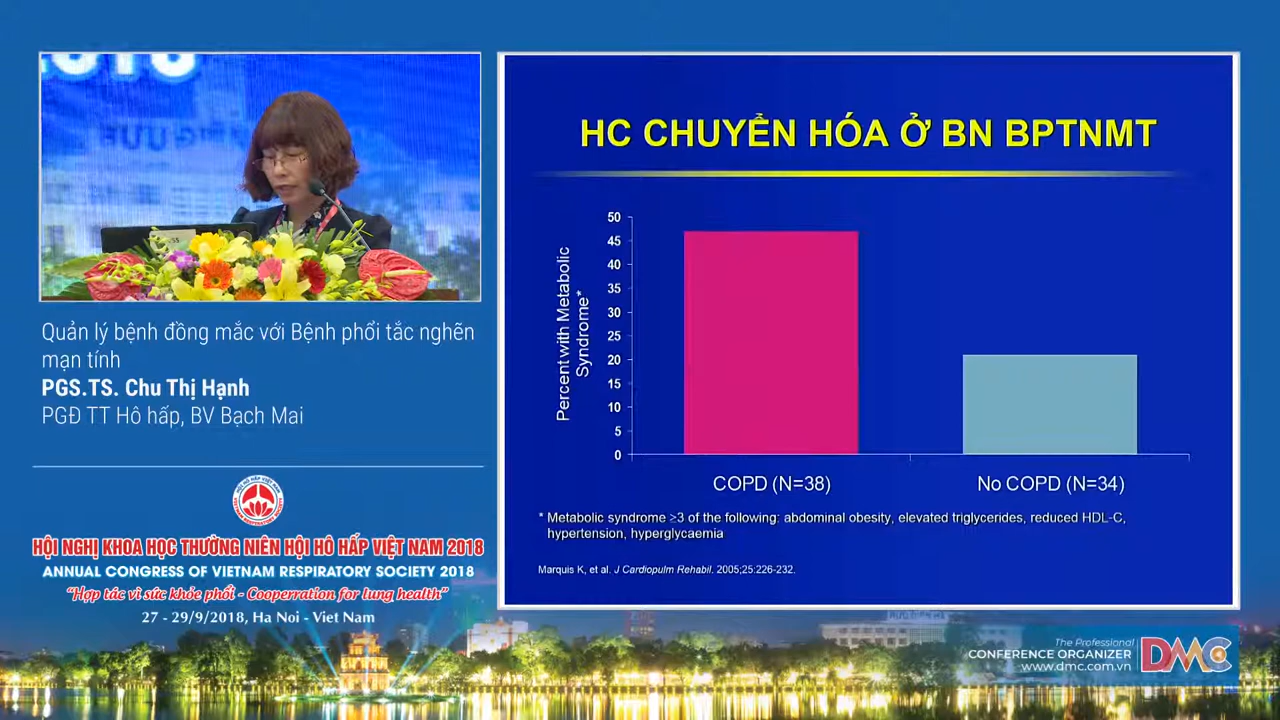 2018
Quản lý bệnh đồng mắc với Bệnh phổi tắc nghẽn
mạn tính
PGS.TS. Chu Thị Hạnh
PGĐ TT Hô hấp, BV Bạch Mai
HỘI NGHỊ KHOA HỌC THƯỜNG NIÊN HỘI HÔ HẤP VIỆT NAM 2018
ANNUAL CONGRESS OF VIETNAM RESPIRATORY SOCIETY 2018
“Hợp tác vì sức khỏe phổi - Cooperration for lung health”
27 - 29/9/2018, Ha Noi - Viet Nam
HC CHUYỂN HÓA Ở BN BPTNMT
Percent with Metabolic
Syndrome*
50
45
40
35
30
25
20
15
10
5
0
COPD (N=38)
No COPD (N=34)
* Metabolic syndrome ≥3 of the following: abdominal obesity, elevated triglycerides, reduced HDL-C,
hypertension, hyperglycaemia
Marquis K, et al. J Cardiopulm Rehabil. 2005;25:226-232.
The Professional
CONFERENCE ORGANIZER
www.dmc.com.vn
DMC